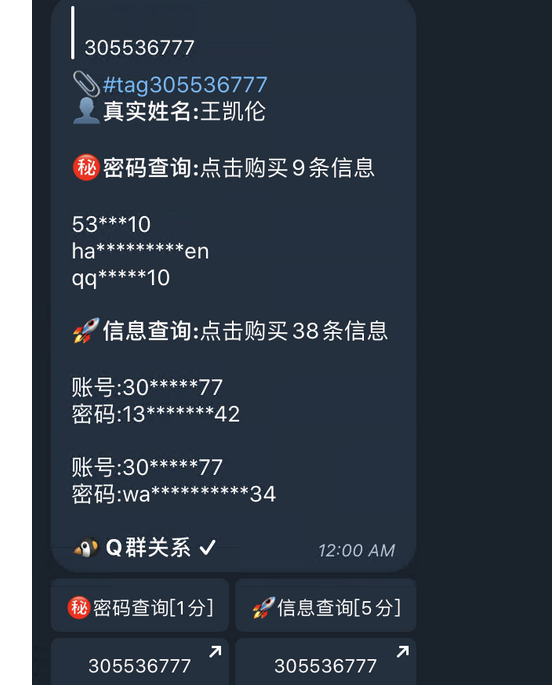 305536777
📎#tag305536777
👤真实姓名:王凯伦
㊙️密码查询:点击购买9条信息
53***10
ha*********en
qq*****10
🚀信息查询:点击购买38条信息
账号:30*****77
密码:13*******42
账号:30*****77
密码:wa**********34
🐧Q群关系 ✓
12:00 AM
㊙️密码查询[1分]
🚀信息查询[5分]
305536777
305536777